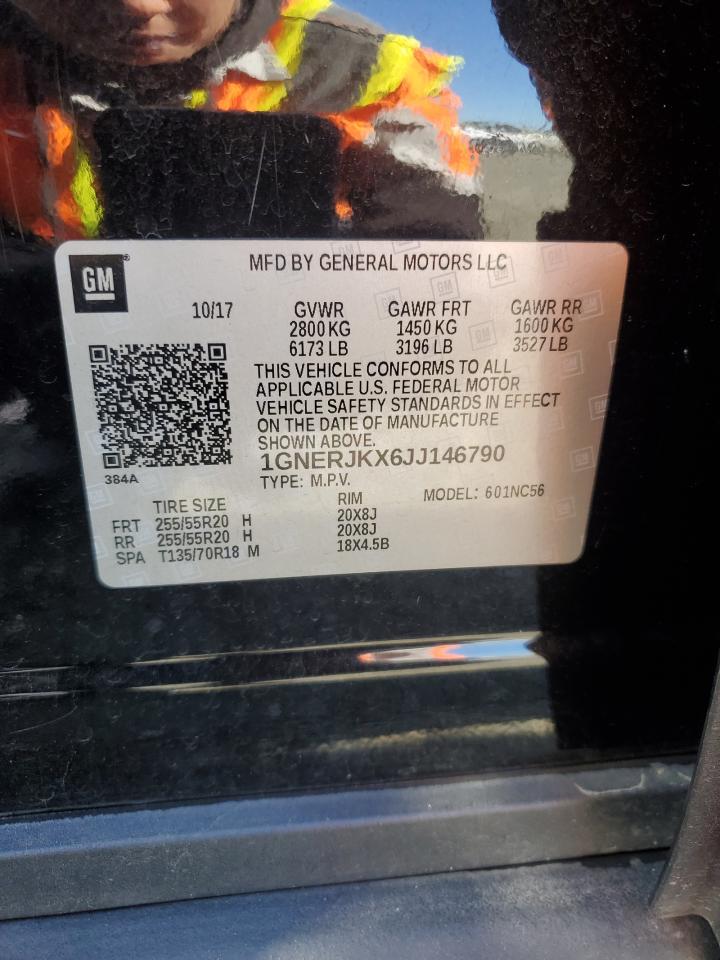 GM
MFD BY GENERAL MOTORS LLC
10/17 GVWR GAWR FRT GAWR RR
2800 KG 1450 KG 1600 KG
6173 LB 3196 LB 3527 LB
THIS VEHICLE CONFORMS TO ALL
APPLICABLE U.S. FEDERAL MOTOR
VEHICLE SAFETY STANDARDS IN EFFECT
ON THE DATE OF MANUFACTURE
SHOWN ABOVE.
1GNERJKX6JJ146790
384A
TYPE: M.P.V. MODEL: 601NC56
TIRE SIZE RIM
FRT 255/55R20 H 20X8J
RR 255/55R20 H 20X8J
SPA T135/70R18 M 18X4.5B